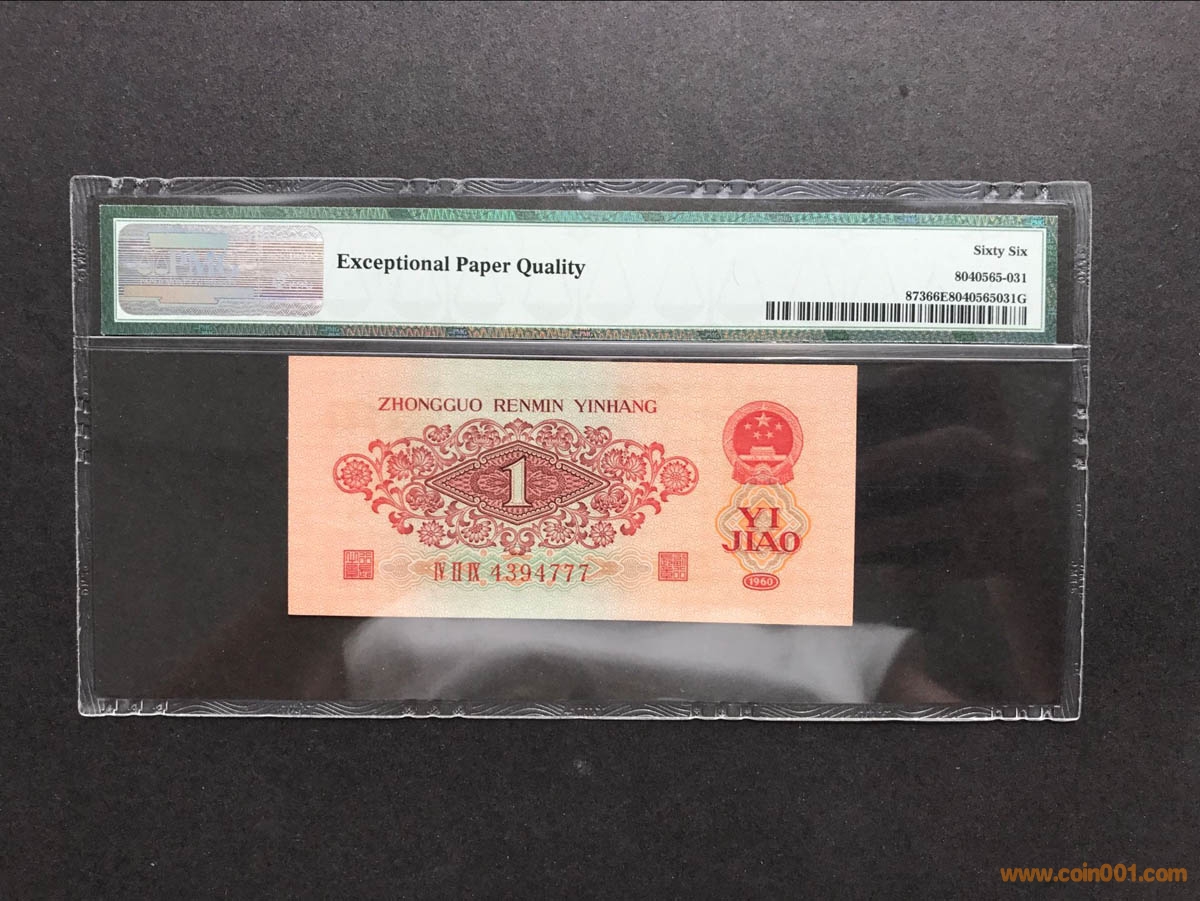 Exceptional Paper Quality
Sixty Six
8040565-031
87366E8040565031G
ZHONGGUO RENMIN YINHANG
1
YI
JIAO
IV II IX 4394777
1960
www.coin001.com